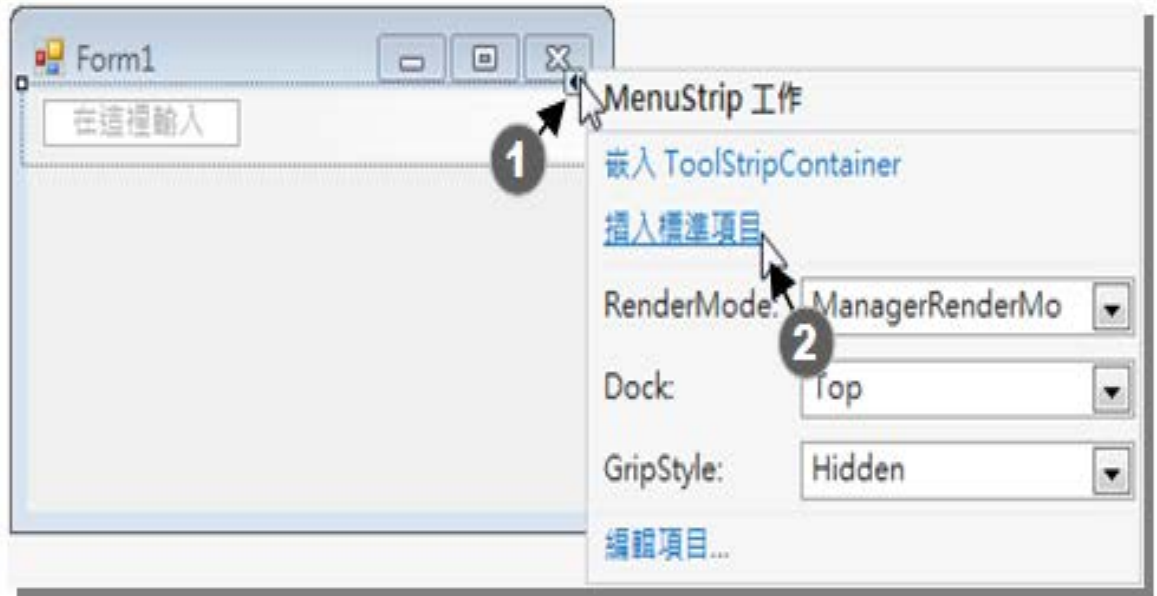 Form1
在這裡輸入
MenuStrip 工作
嵌入 ToolStripContainer
插入標準項目
RenderMode: ManagerRenderMo
Dock: Top
GripStyle: Hidden
編輯項目...
1
2